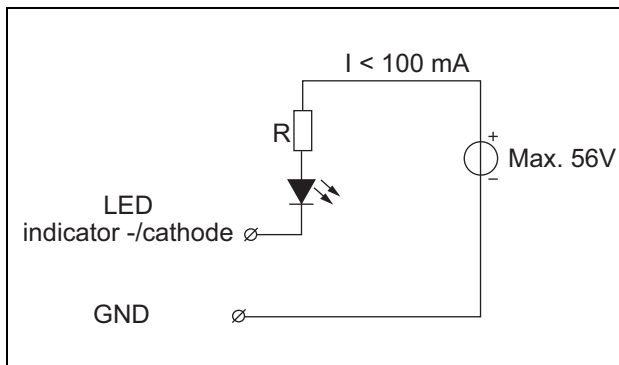 I < 100 mA
R
+
Max. 56V
−
LED
indicator -/cathode
GND